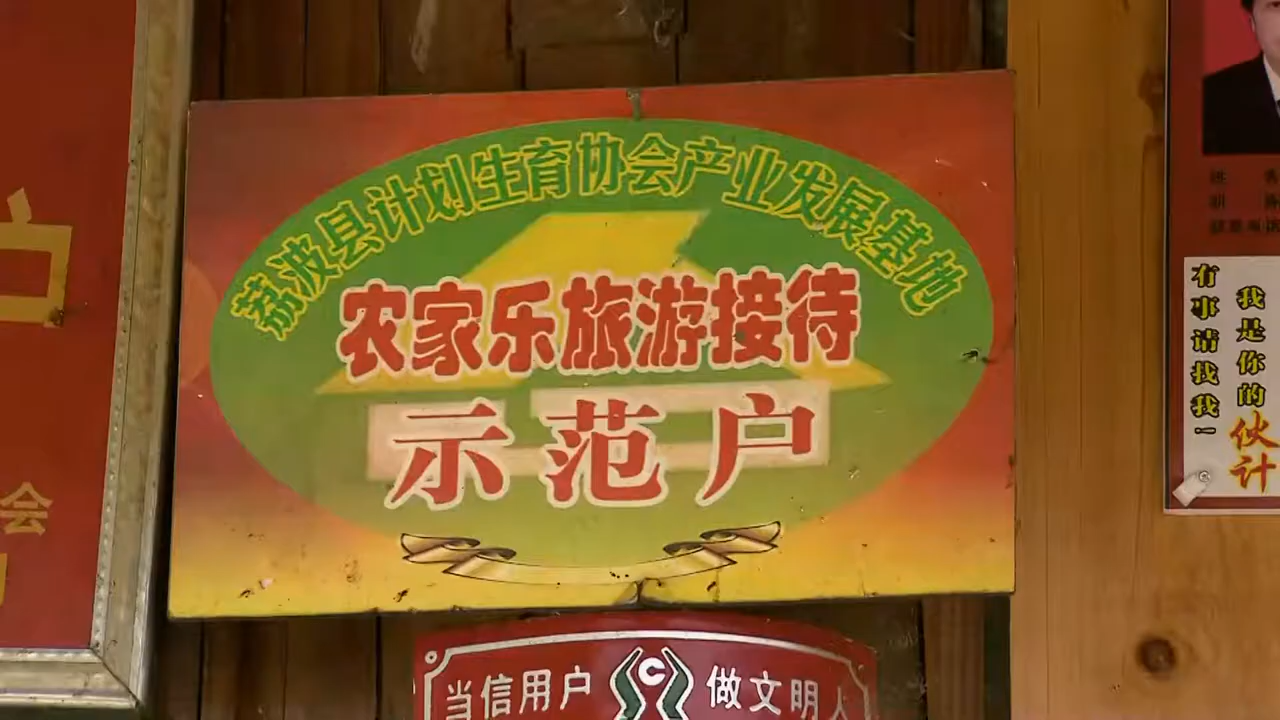 荔波县计划生育协会产业发展基地
农家乐旅游接待
示范户
当信用户 做文明人
户
会
有事请找我！
我是你的伙计